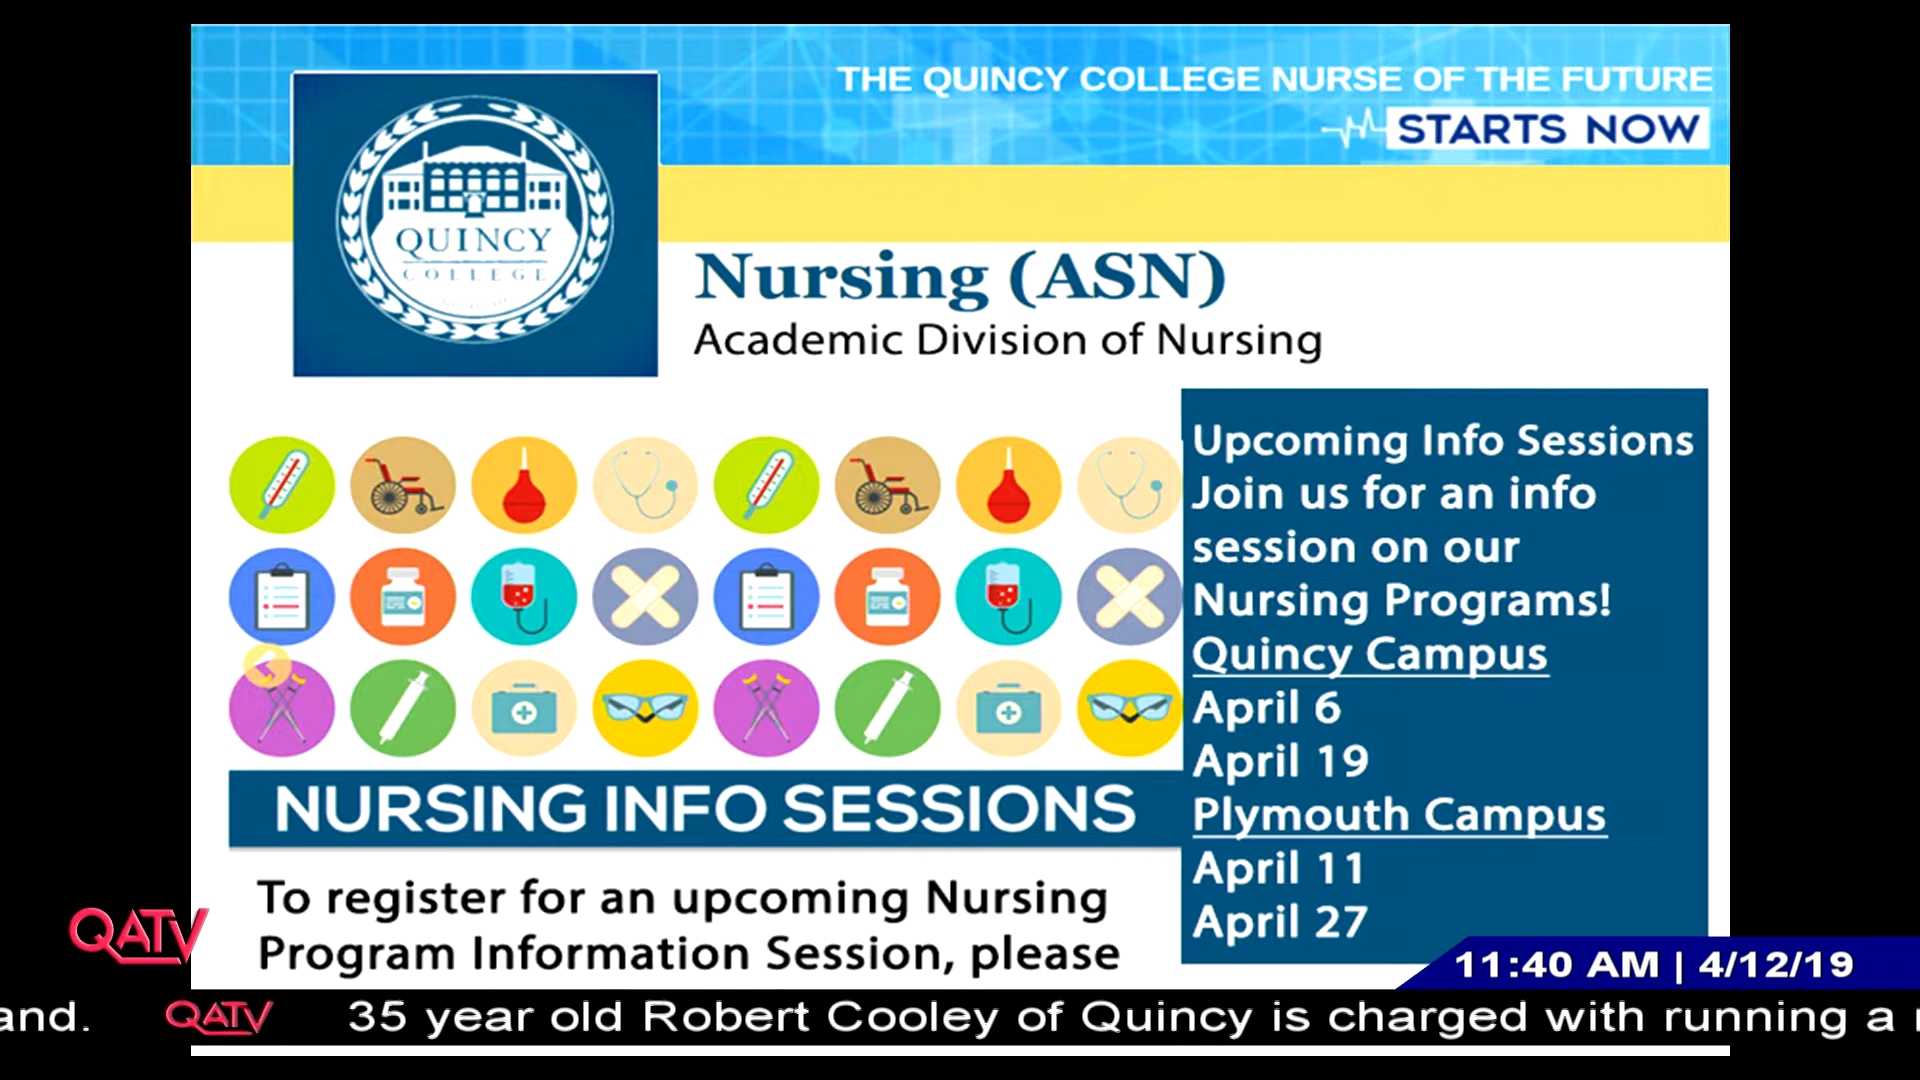 THE QUINCY COLLEGE NURSE OF THE FUTURE
STARTS NOW
QUINCY
COLLEGE
Nursing (ASN)
Academic Division of Nursing
Upcoming Info Sessions
Join us for an info
session on our
Nursing Programs!
Quincy Campus
April 6
April 19
Plymouth Campus
April 11
April 27
NURSING INFO SESSIONS
To register for an upcoming Nursing
Program Information Session, please
QATV
11:40 AM | 4/12/19
and. QATV 35 year old Robert Cooley of Quincy is charged with running a